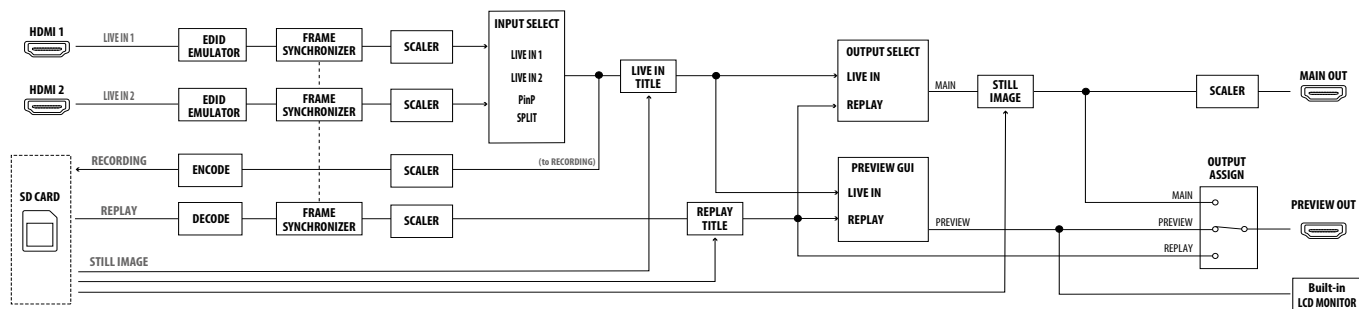 HDMI 1
LIVE IN 1
EDID
EMULATOR
FRAME
SYNCHRONIZER
SCALER
INPUT SELECT
LIVE IN 1
LIVE IN 2
PinP
SPLIT
HDMI 2
LIVE IN 2
EDID
EMULATOR
FRAME
SYNCHRONIZER
SCALER
LIVE IN
TITLE
OUTPUT SELECT
LIVE IN
REPLAY
MAIN
STILL
IMAGE
SCALER
MAIN OUT
SD CARD
RECORDING
ENCODE
SCALER
(to RECORDING)
REPLAY
DECODE
FRAME
SYNCHRONIZER
SCALER
REPLAY
TITLE
PREVIEW GUI
LIVE IN
REPLAY
PREVIEW
OUTPUT
ASSIGN
MAIN
PREVIEW
REPLAY
PREVIEW OUT
STILL IMAGE
Built-in
LCD MONITOR